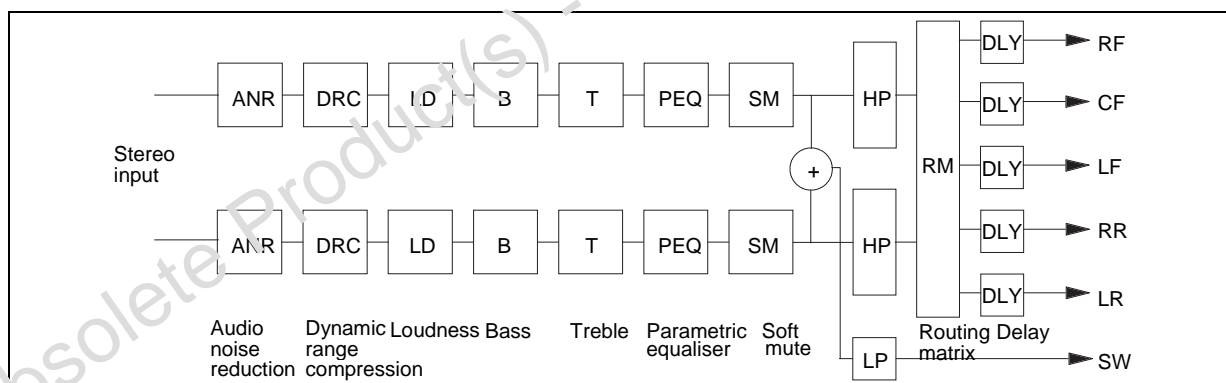 DLY RF
ANR DRC LD B T PEQ SM HP DLY CF
Stereo
input
+ RM DLY LF
ANR DRC LD B T PEQ SM HP DLY RR
DLY LR
Audio
noise
reduction
Dynamic
range
compression
Loudness
Bass
Treble
Parametric
equaliser
Soft
mute
Routing
matrix
Delay
LP SW
obsolete Product(s) -